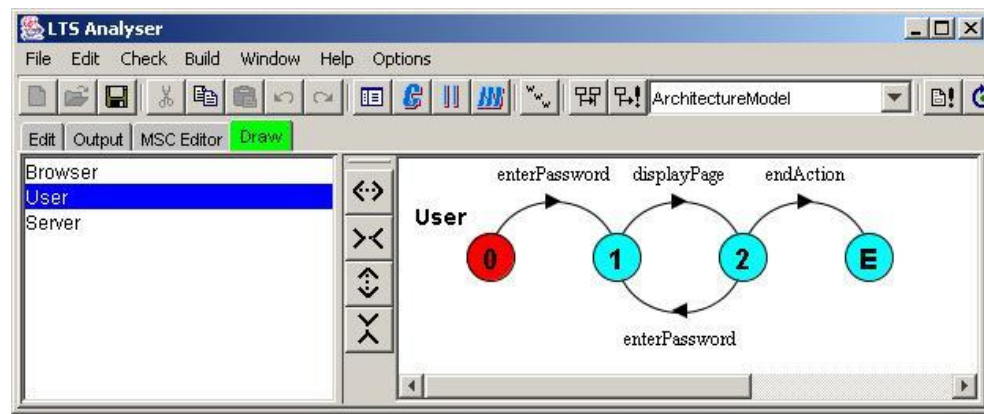 LTS Analyser
File Edit Check Build Window Help Options
ArchitectureModel
Edit Output MSC Editor Draw
Browser
User
Server
enterPassword displayPage endAction
User
0 1 2 E
enterPassword